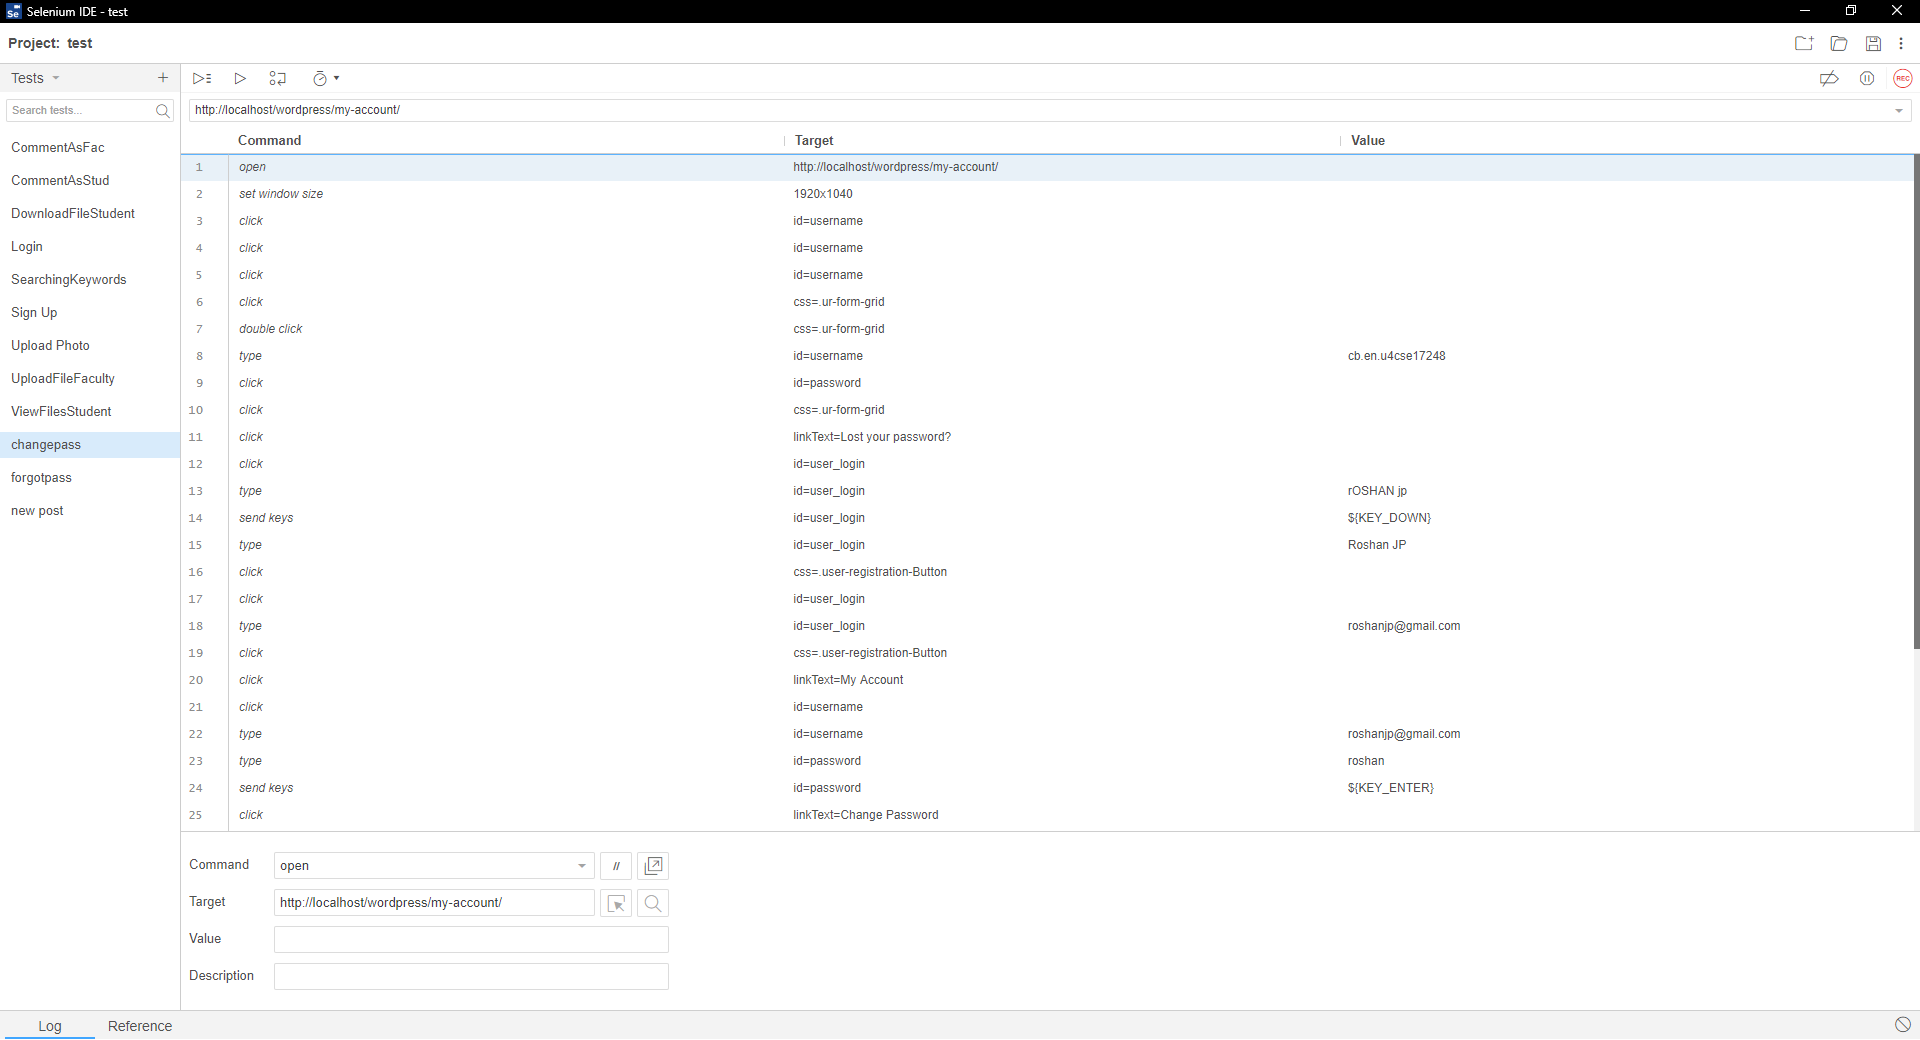 Se Selenium IDE - test
Project: test
Tests
Search tests...
CommentAsFac
CommentAsStud
DownloadFileStudent
Login
SearchingKeywords
Sign Up
Upload Photo
UploadFileFaculty
ViewFilesStudent
changepass
forgotpass
new post
REC
http://localhost/wordpress/my-account/
Command Target Value
1 open http://localhost/wordpress/my-account/
2 set window size 1920x1040
3 click id=username
4 click id=username
5 click id=username
6 click css=.ur-form-grid
7 double click css=.ur-form-grid
8 type id=username cb.en.u4cse17248
9 click id=password
10 click css=.ur-form-grid
11 click linkText=Lost your password?
12 click id=user_login
13 type id=user_login rOSHAN jp
14 send keys id=user_login ${KEY_DOWN}
15 type id=user_login Roshan JP
16 click css=.user-registration-Button
17 click id=user_login
18 type id=user_login roshanjp@gmail.com
19 click css=.user-registration-Button
20 click linkText=My Account
21 click id=username
22 type id=username roshanjp@gmail.com
23 type id=password roshan
24 send keys id=password ${KEY_ENTER}
25 click linkText=Change Password
Command open //
Target http://localhost/wordpress/my-account/
Value
Description
Log Reference